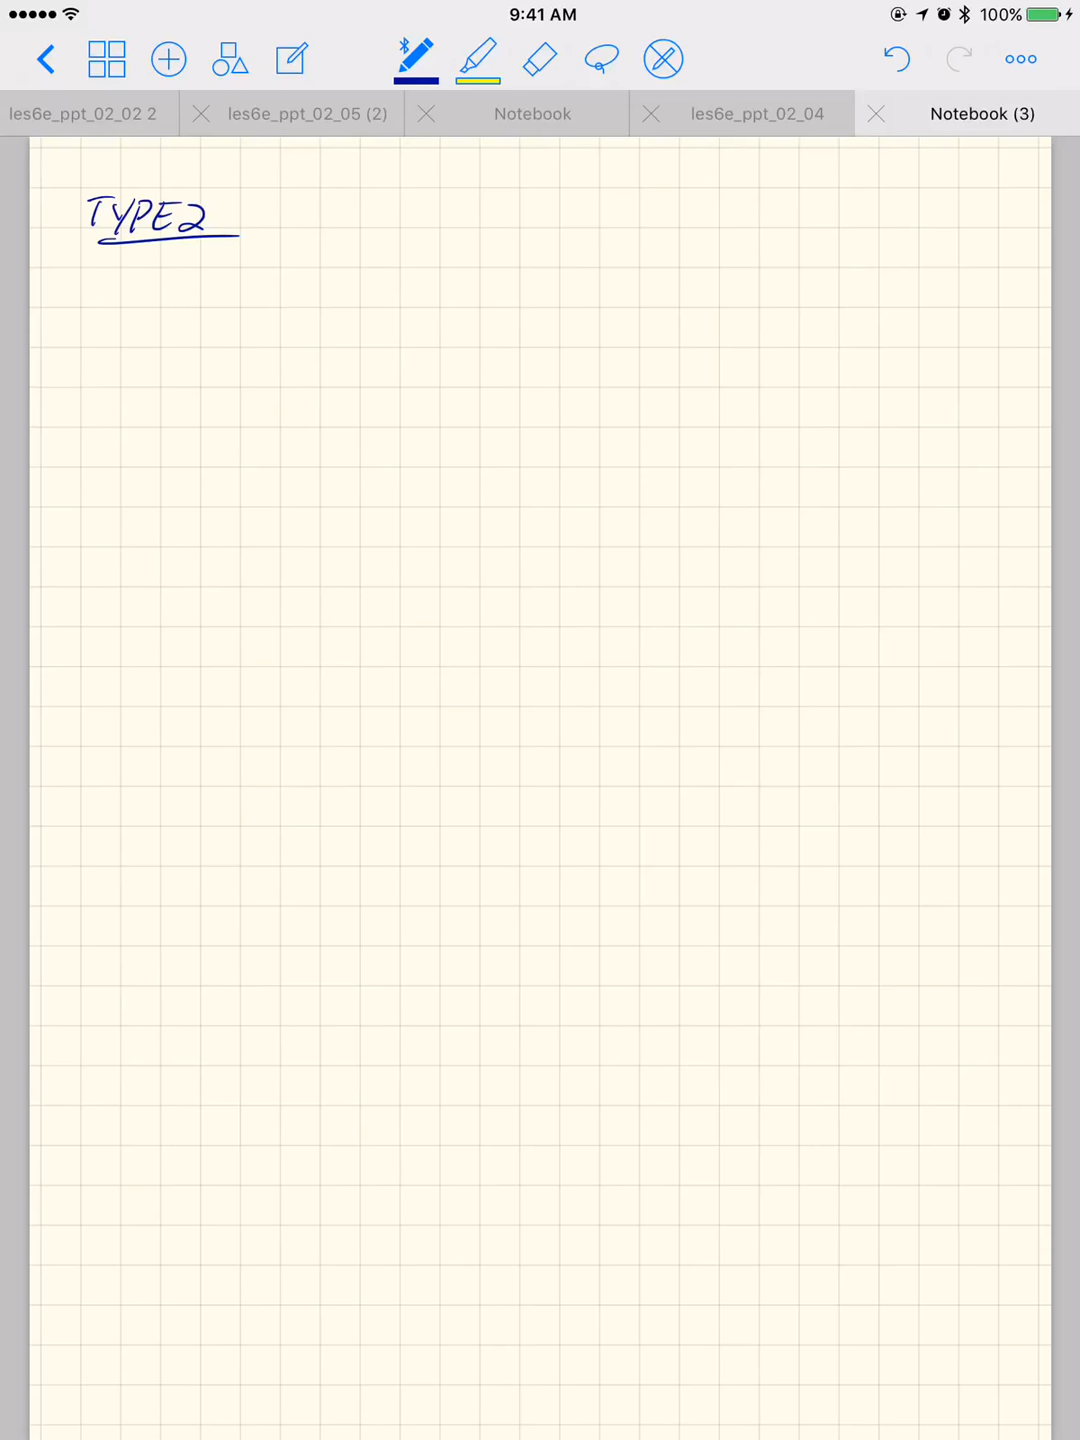 9:41 AM 100%
les6e_ppt_02_02 2 les6e_ppt_02_05 (2) Notebook les6e_ppt_02_04 Notebook (3)
TYPE2